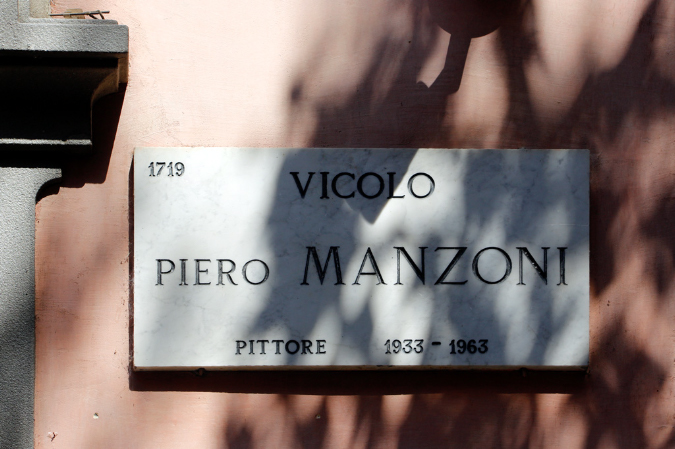 1719
VICOLO
PIERO MANZONI
PITTORE 1933-1963